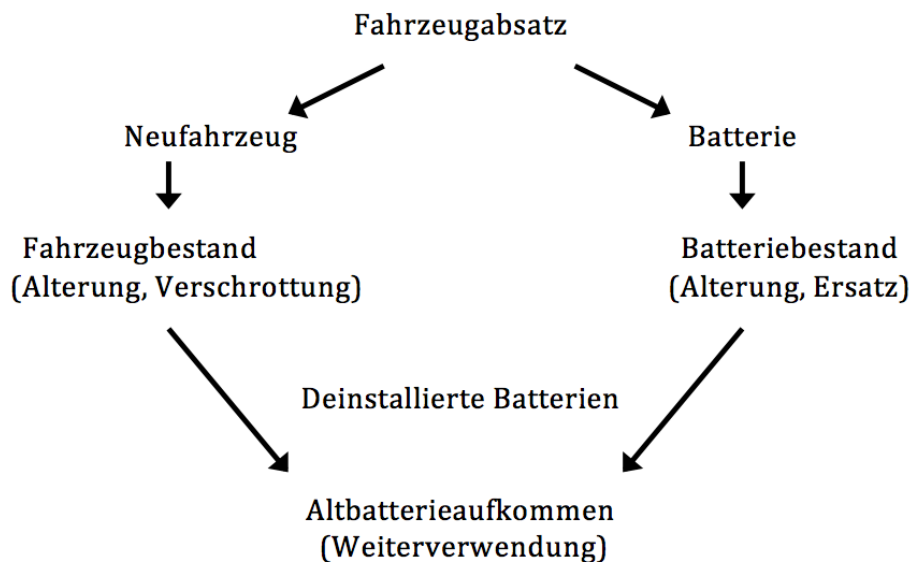 Fahrzeugabsatz
Neufahrzeug
Batterie
Fahrzeugbestand
(Alterung, Verschrottung)
Batteriebestand
(Alterung, Ersatz)
Deinstallierte Batterien
Altbatterieaufkommen
(Weiterverwendung)